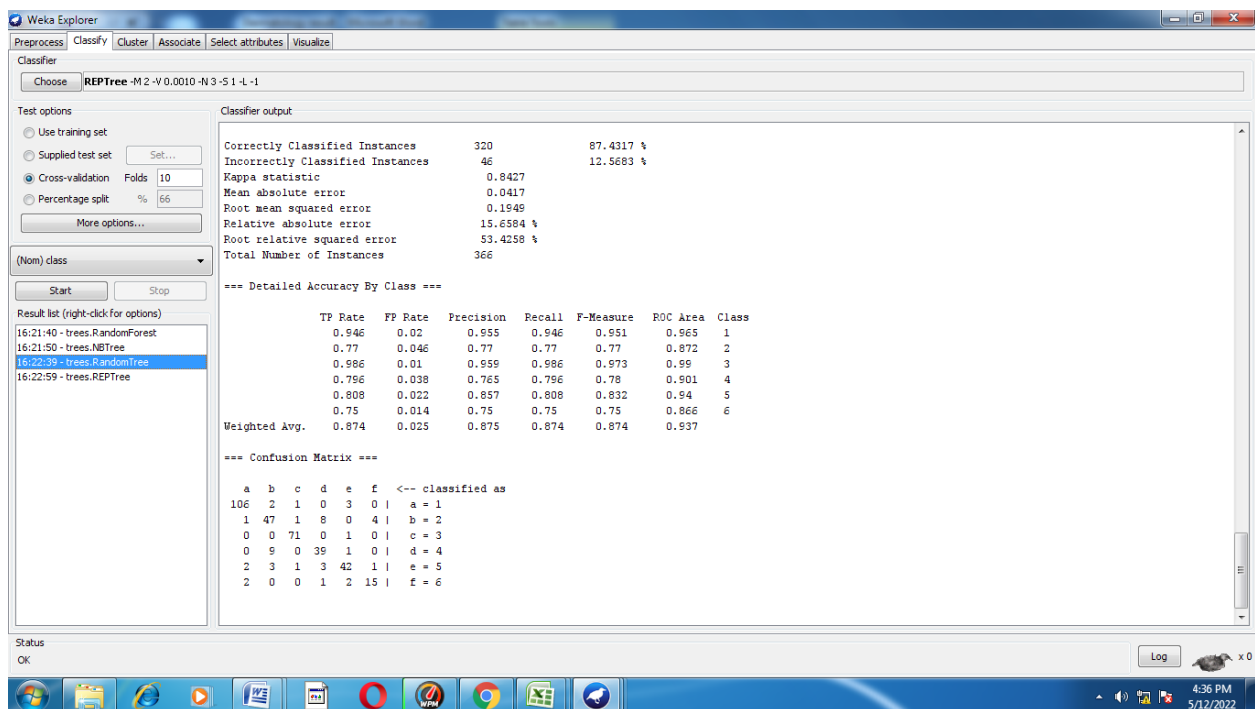 Weka Explorer
Preprocess Classify Cluster Associate Select attributes Visualize
Classifier
Choose REPTree -M 2 -V 0.0010 -N 3 -S 1 -L -1
Test options
Use training set
Supplied test set Set...
Cross-validation Folds 10
Percentage split % 66
More options...
(Nom) class
Start Stop
Result list (right-click for options)
16:21:40 - trees.RandomForest
16:21:50 - trees.NBTree
16:22:39 - trees.RandomTree
16:22:59 - trees.REPTree
Classifier output
Correctly Classified Instances 320 87.4317 %
Incorrectly Classified Instances 46 12.5683 %
Kappa statistic 0.8427
Mean absolute error 0.0417
Root mean squared error 0.1949
Relative absolute error 15.6584 %
Root relative squared error 53.4258 %
Total Number of Instances 366
=== Detailed Accuracy By Class ===
TP Rate FP Rate Precision Recall F-Measure ROC Area Class
0.946 0.02 0.955 0.946 0.951 0.965 1
0.77 0.046 0.77 0.77 0.77 0.872 2
0.986 0.01 0.959 0.986 0.973 0.99 3
0.796 0.038 0.765 0.796 0.78 0.901 4
0.808 0.022 0.857 0.808 0.832 0.94 5
0.75 0.014 0.75 0.75 0.75 0.866 6
Weighted Avg. 0.874 0.025 0.875 0.874 0.874 0.937
=== Confusion Matrix ===
a b c d e f <-- classified as
106 2 1 0 3 0 | a = 1
1 47 1 8 0 4 | b = 2
0 0 71 0 1 0 | c = 3
0 9 0 39 1 0 | d = 4
2 3 1 3 42 1 | e = 5
2 0 0 1 2 15 | f = 6
Status
OK
Log x 0
WPM
4:36 PM
5/12/2022